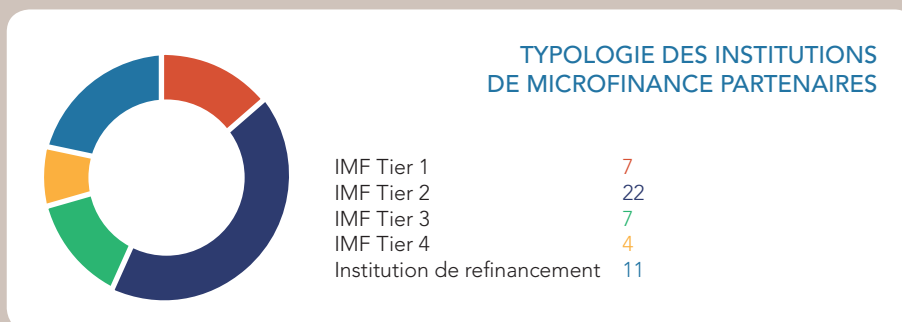 TYPOLOGIE DES INSTITUTIONS
DE MICROFINANCE PARTENAIRES
IMF Tier 1 7
IMF Tier 2 22
IMF Tier 3 7
IMF Tier 4 4
Institution de refinancement 11